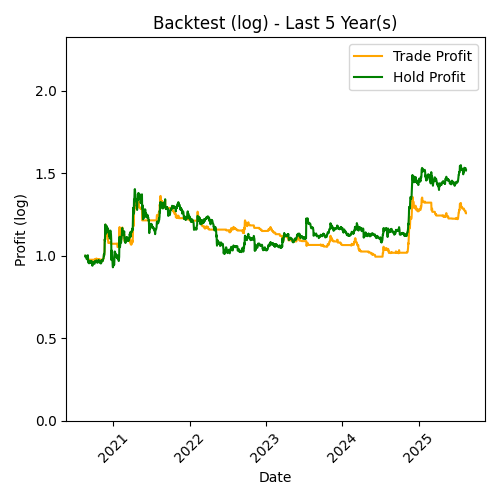 Backtest (log) - Last 5 Year(s)
Trade Profit
Hold Profit
Profit (log)
2.0
1.5
1.0
0.5
0.0
2021
2022
2023
2024
2025
Date